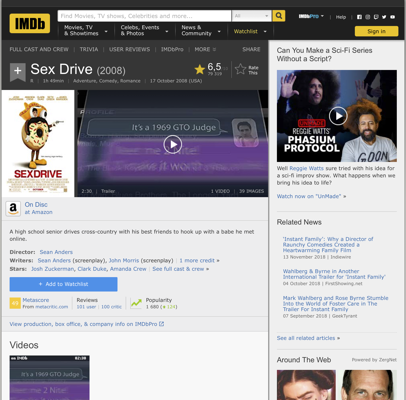 IMDb
Find Movies, TV shows, Celebrities and more...
All
IMDbPro
Help
Movies, TV
& Showtimes
Celebs, Events
& Photos
News &
Community
Watchlist
Sign in
FULL CAST AND CREW | TRIVIA | USER REVIEWS | IMDbPro | MORE
SHARE
Sex Drive (2008)
6,5
Rate
This
1h 49min | Adventure, Comedy, Romance | 17 October 2008 (USA)
SEXDRIVE
It's a 1969 GTO Judge
2:30 | Trailer
1 VIDEO | 39 IMAGES
On Disc
at Amazon
A high school senior drives cross-country with his best friends to hook up with a babe he met
online.
Director: Sean Anders
Writers: Sean Anders (screenplay), John Morris (screenplay) | 1 more credit »
Stars: Josh Zuckerman, Clark Duke, Amanda Crew | See full cast & crew »
+ Add to Watchlist
Metascore
From metacritic.com
Reviews
101 user | 100 critic
Popularity
1 680
View production, box office, & company info on IMDbPro
Videos
It's a 1969 GTO Judge
Can You Make a Sci-Fi Series
Without a Script?
REGGIE WATTS'
PHASIUM
PROTOCOL
Well Reggie Watts sure tried with his idea for
a sci-fi improv show. What happens when we
bring his idea to life?
Watch now on "UnMade" »
Related News
'Instant Family': Why a Director of
Raunchy Comedies Created a
Heartwarming Family Film
13 November 2018 | Indiewire
Wahlberg & Byrne in Another
International Trailer for 'Instant Family'
04 October 2018 | FirstShowing.net
Mark Wahlberg and Rose Byrne Stumble
Into the World of Foster Care in The
Trailer For Instant Family
07 September 2018 | GeekTyrant
See all related articles »
Around The Web
Powered by ZergNet